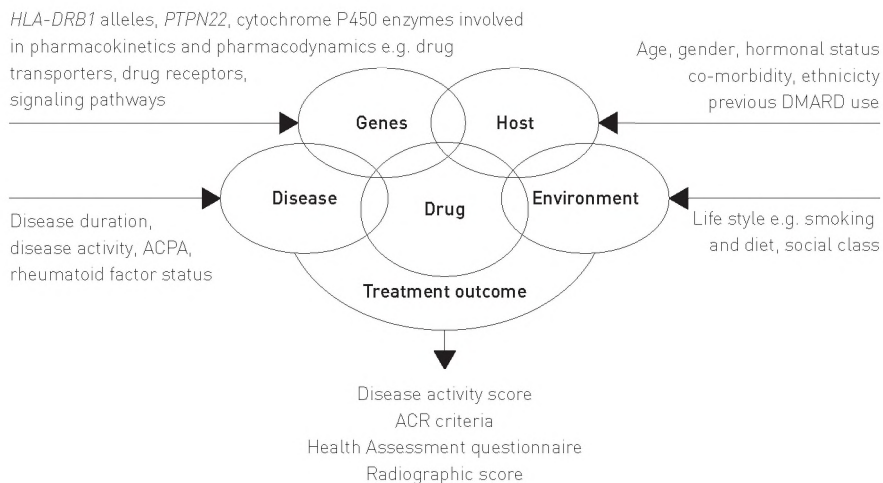 HLA-DRB1 alleles, PTPN22, cytochrome P450 enzymes involved
in pharmacokinetics and pharmacodynamics e.g. drug
transporters, drug receptors,
signaling pathways
Age, gender, hormonal status
co-morbidity, ethnicicty
previous DMARD use
Genes
Host
Disease
Drug
Environment
Disease duration,
disease activity, ACPA,
rheumatoid factor status
Life style e.g. smoking
and diet, social class
Treatment outcome
Disease activity score
ACR criteria
Health Assessment questionnaire
Radiographic score